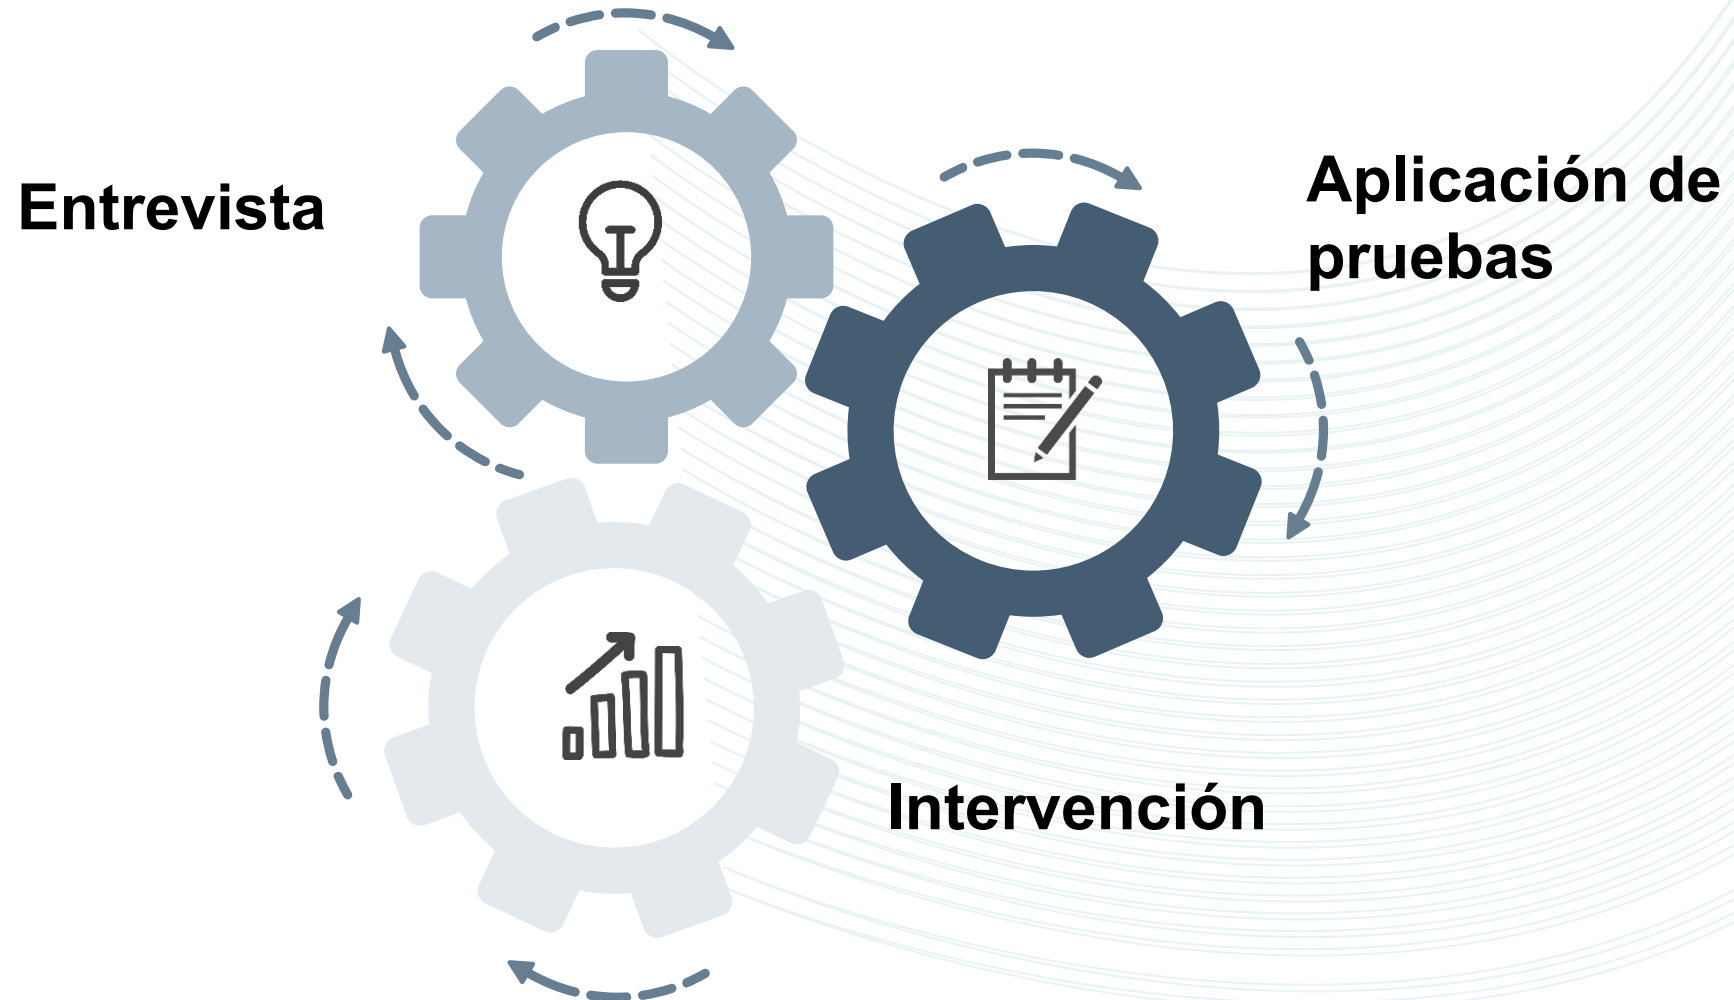 Entrevista
Aplicación de
pruebas
Intervención